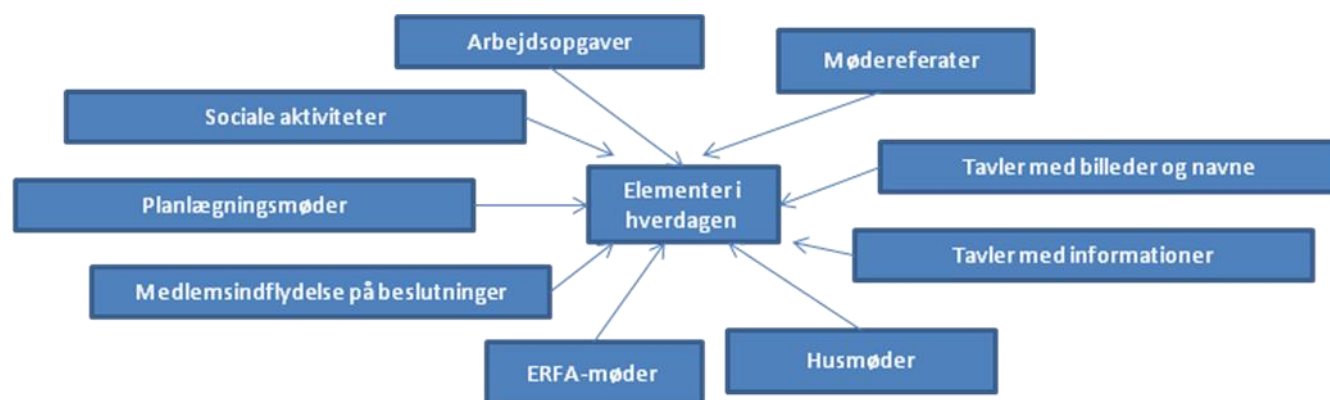 Arbejdsopgaver
Mødereferater
Sociale aktiviteter
Tavler med billeder og navne
Elementer i
hverdagen
Planlægningsmøder
Tavler med informationer
Medlemsindflydelse på beslutninger
Husmøder
ERFA-møder